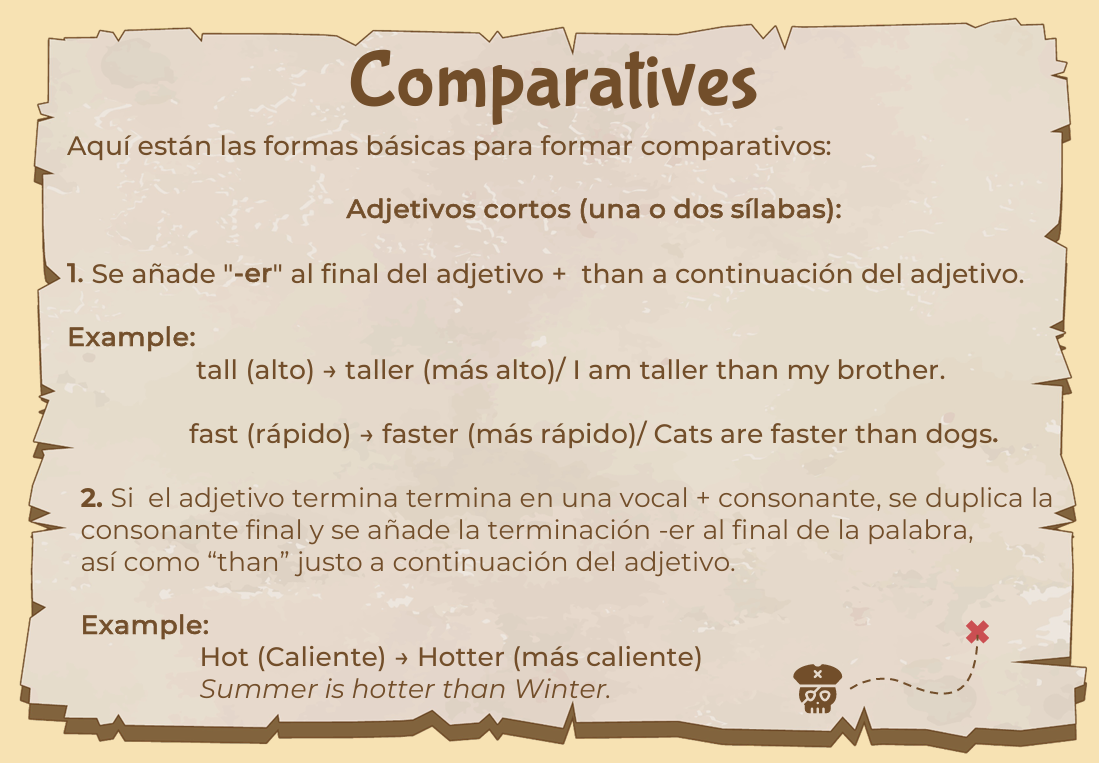 Comparatives
Aquí están las formas básicas para formar comparativos:
Adjetivos cortos (una o dos sílabas):
1. Se añade "-er" al final del adjetivo +  than a continuación del adjetivo.
Example:
tall (alto) → taller (más alto)/ I am taller than my brother.
fast (rápido) → faster (más rápido)/ Cats are faster than dogs.
2. Si  el adjetivo termina termina en una vocal + consonante, se duplica la
consonante final y se añade la terminación -er al final de la palabra,
así como “than” justo a continuación del adjetivo.
Example:
Hot (Caliente) → Hotter (más caliente)
Summer is hotter than Winter.